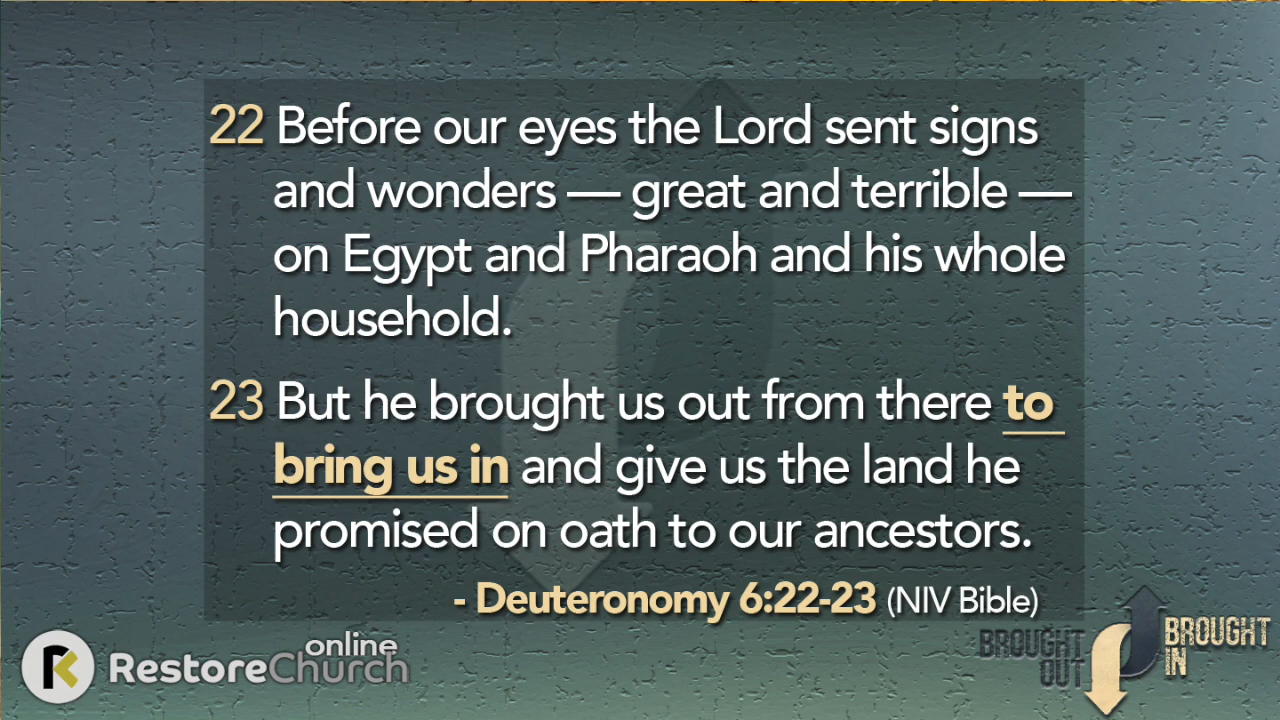 22 Before our eyes the Lord sent signs
and wonders — great and terrible —
on Egypt and Pharaoh and his whole
household.
23 But he brought us out from there to
bring us in and give us the land he
promised on oath to our ancestors.
- Deuteronomy 6:22-23 (NIV Bible)
online
RestoreChurch
BROUGHT
OUT
BROUGHT
IN